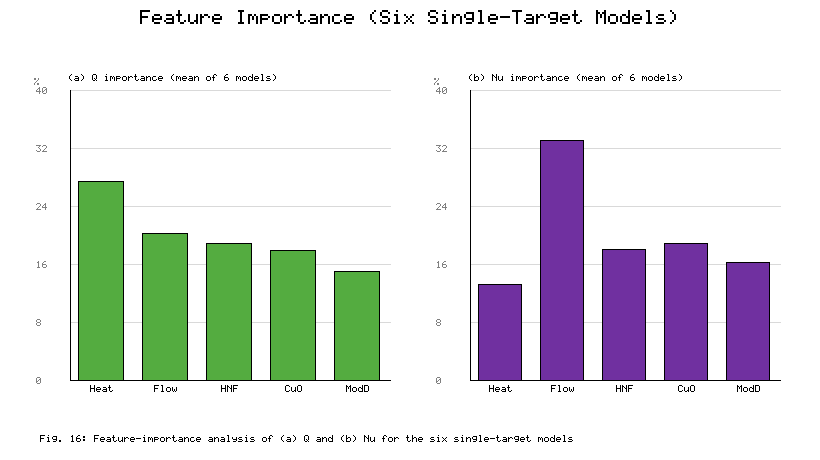 Feature Importance (Six Single-Target Models)
(a) Q importance (mean of 6 models)
%
40
32
24
16
8
0
Heat Flow HNF CuO ModD
(b) Nu importance (mean of 6 models)
%
40
32
24
16
8
0
Heat Flow HNF CuO ModD
Fig. 16: Feature-importance analysis of (a) Q and (b) Nu for the six single-target models